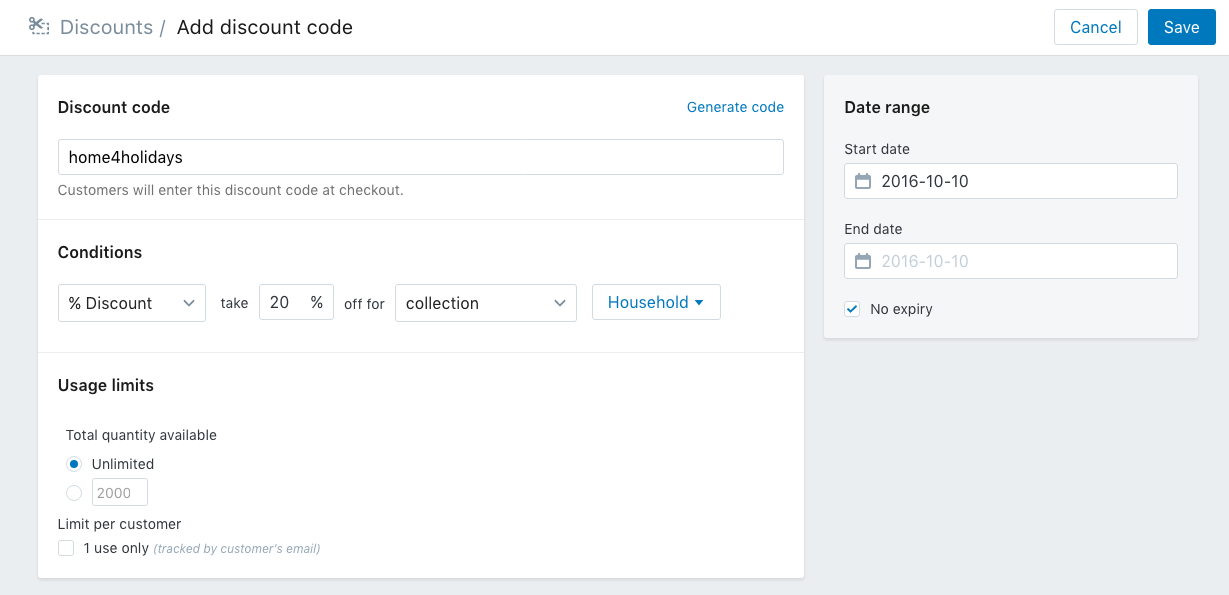 Discounts / Add discount code
Cancel
Save
Discount code
Generate code
home4holidays
Customers will enter this discount code at checkout.
Conditions
% Discount take 20 % off for collection Household
Usage limits
Total quantity available
Unlimited
2000
Limit per customer
1 use only (tracked by customer's email)
Date range
Start date
2016-10-10
End date
2016-10-10
No expiry